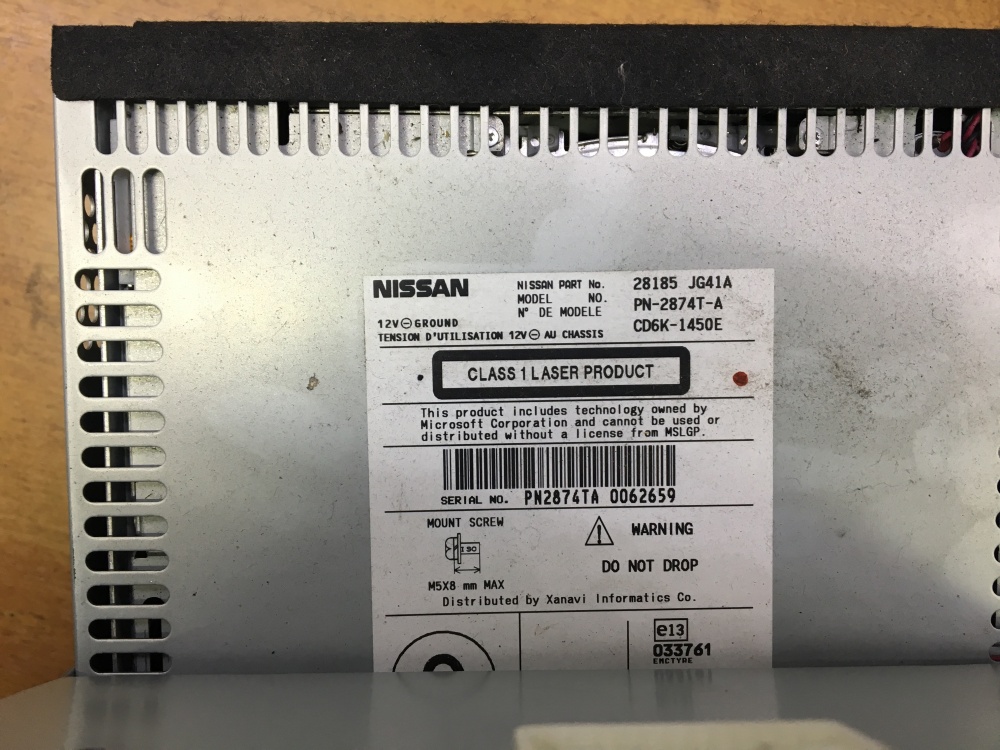 NISSAN
NISSAN PART No. 28185 JG41A
MODEL NO. PN-2874T-A
N° DE MODELE CD6K-1450E
12V⊖GROUND
TENSION D'UTILISATION 12V⊖ AU CHASSIS
CLASS 1 LASER PRODUCT
This product includes technology owned by
Microsoft Corporation and cannot be used or
distributed without a license from MSLGP.
SERIAL NO. PN2874TA 0062659
MOUNT SCREW
ISO
M5X8 mm MAX
WARNING
DO NOT DROP
Distributed by Xanavi Informatics Co.
e13
033761
EMCTYRE